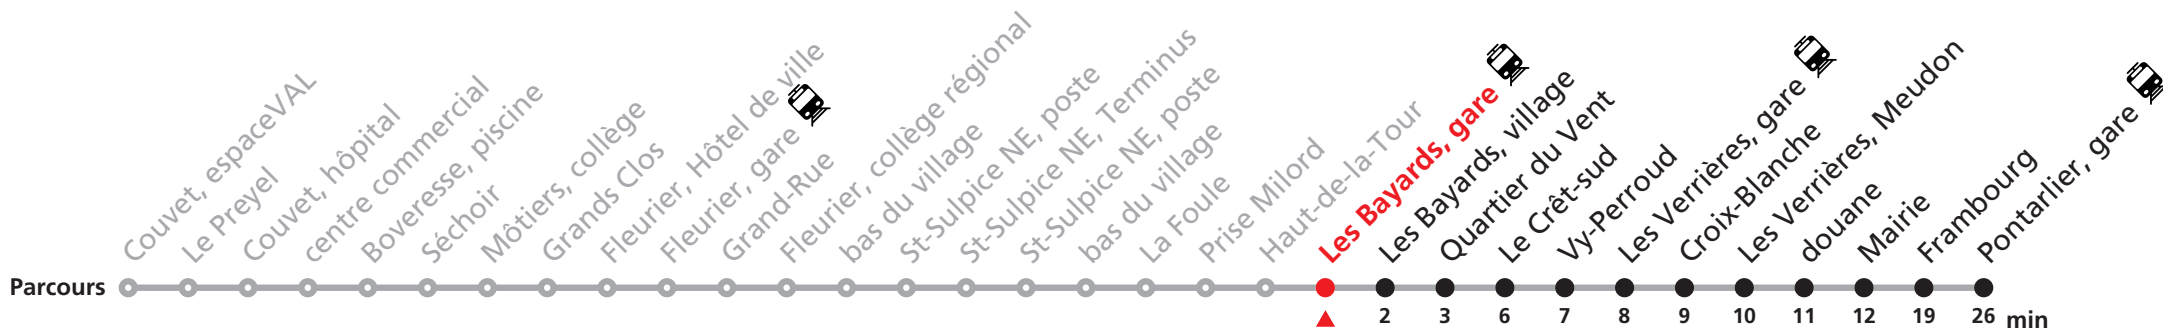 Couvet, espaceVAL
Le Preyel
Couvet, hôpital
centre commercial
Boveresse, piscine
Séchoir
Môtiers, collège
Grands Clos
Fleurier, Hôtel de ville
Fleurier, gare
Grand-Rue
Fleurier, collège régional
bas du village
St-Sulpice NE, poste
St-Sulpice NE, Terminus
St-Sulpice NE, poste
bas du village
La Foule
Prise Milord
Haut-de-la-Tour
Les Bayards, gare
Les Bayards, village
Quartier du Vent
Le Crêt-sud
Vy-Perroud
Les Verrières, gare
Croix-Blanche
Les Verrières, Meudon
douane
Mairie
Frambourg
Pontarlier, gare
Parcours
2 3 6 7 8 9 10 11 12 19 26 min